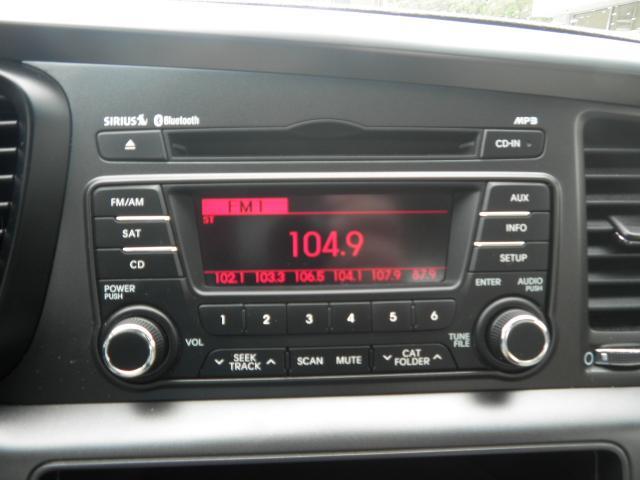 SIRIUS Bluetooth MP3
CD-IN
FM/AM FM1 AUX
ST
SAT 104.9 INFO
CD SETUP
102.1 103.3 106.5 104.1 107.9 87.9
POWER PUSH ENTER AUDIO PUSH
1 2 3 4 5 6
VOL TUNE FILE
SEEK TRACK SCAN MUTE CAT FOLDER
0